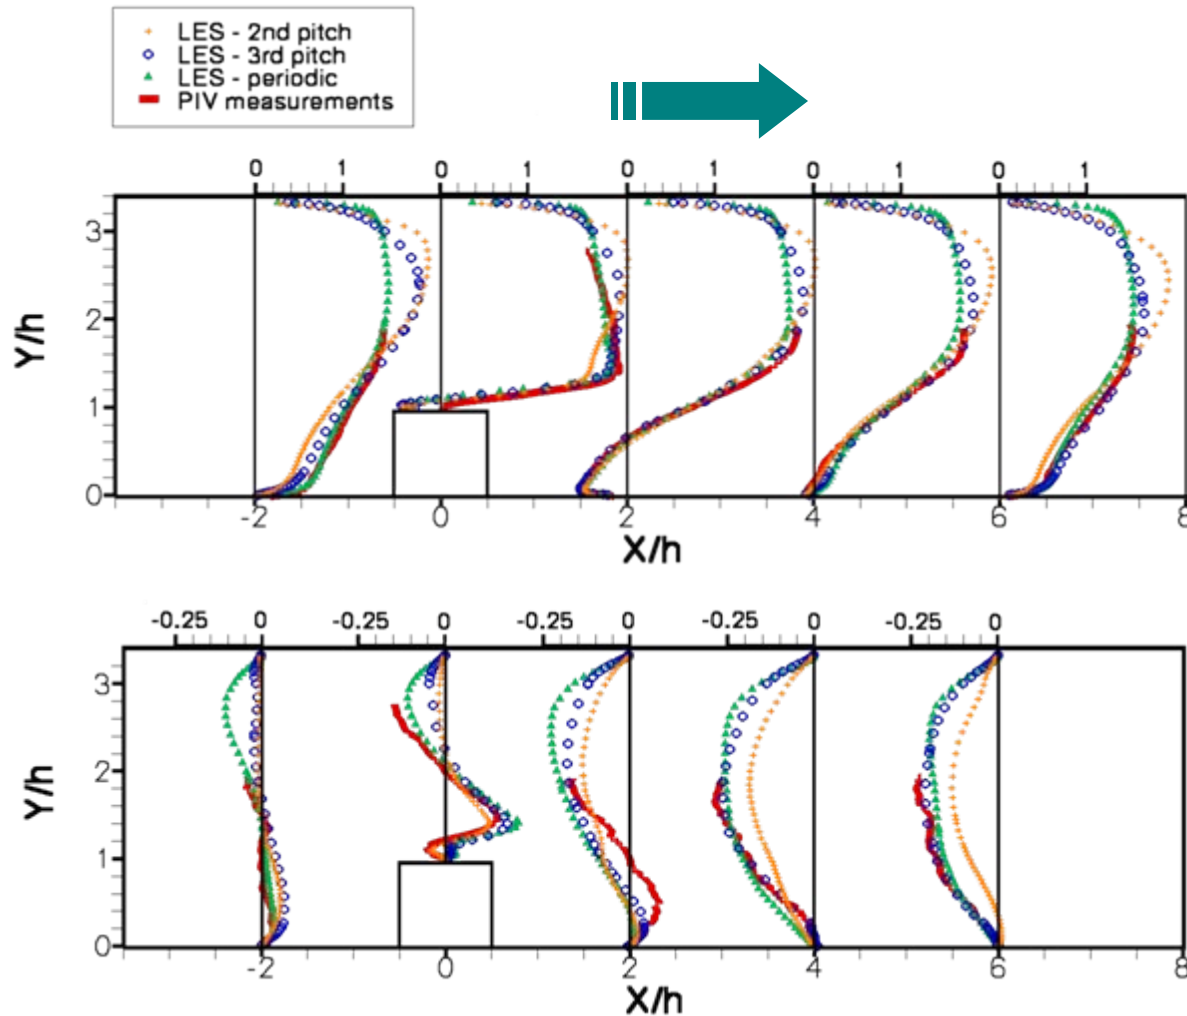 LES - 2nd pitch
LES - 3rd pitch
LES - periodic
PIV measurements
0 1 0 1 0 1 0 1 0 1
3
2
1
0
Y/h
-2 0 2 4 6 8
X/h
-0.25 0 -0.25 0 -0.25 0 -0.25 0 -0.25 0
3
2
1
0
Y/h
-2 0 2 4 6 8
X/h